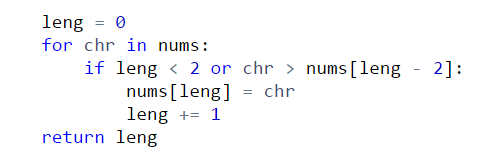 leng = 0
for chr in nums:
    if leng < 2 or chr > nums[leng - 2]:
        nums[leng] = chr
        leng += 1
return leng